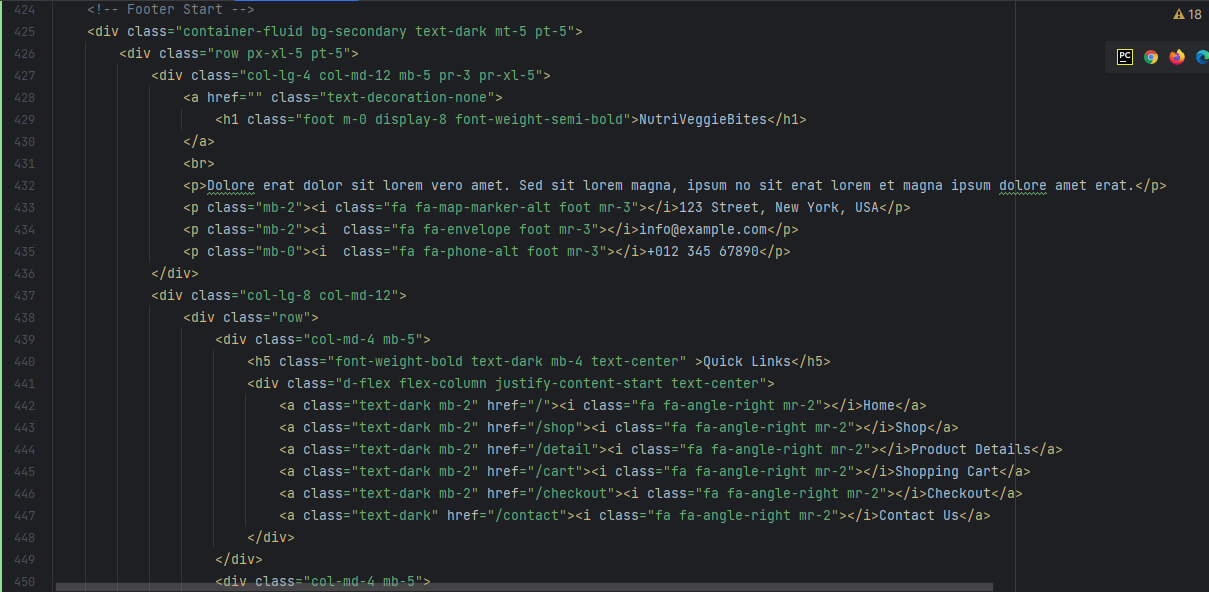 424 <!-- Footer Start -->
18
425 <div class="container-fluid bg-secondary text-dark mt-5 pt-5">
426 <div class="row px-xl-5 pt-5">
PC
427 <div class="col-lg-4 col-md-12 mb-5 pr-3 pr-xl-5">
428 <a href="" class="text-decoration-none">
429 <h1 class="foot m-0 display-8 font-weight-semi-bold">NutriVeggieBites</h1>
430 </a>
431 <br>
432 <p>Dolore erat dolor sit lorem vero amet. Sed sit lorem magna, ipsum no sit erat lorem et magna ipsum dolore amet erat.</p>
433 <p class="mb-2"><i class="fa fa-map-marker-alt foot mr-3"></i>123 Street, New York, USA</p>
434 <p class="mb-2"><i  class="fa fa-envelope foot mr-3"></i>info@example.com</p>
435 <p class="mb-0"><i  class="fa fa-phone-alt foot mr-3"></i>+012 345 67890</p>
436 </div>
437 <div class="col-lg-8 col-md-12">
438 <div class="row">
439 <div class="col-md-4 mb-5">
440 <h5 class="font-weight-bold text-dark mb-4 text-center" >Quick Links</h5>
441 <div class="d-flex flex-column justify-content-start text-center">
442 <a class="text-dark mb-2" href="/"><i class="fa fa-angle-right mr-2"></i>Home</a>
443 <a class="text-dark mb-2" href="/shop"><i class="fa fa-angle-right mr-2"></i>Shop</a>
444 <a class="text-dark mb-2" href="/detail"><i class="fa fa-angle-right mr-2"></i>Product Details</a>
445 <a class="text-dark mb-2" href="/cart"><i class="fa fa-angle-right mr-2"></i>Shopping Cart</a>
446 <a class="text-dark mb-2" href="/checkout"><i class="fa fa-angle-right mr-2"></i>Checkout</a>
447 <a class="text-dark" href="/contact"><i class="fa fa-angle-right mr-2"></i>Contact Us</a>
448 </div>
449 </div>
450 <div class="col-md-4 mb-5">